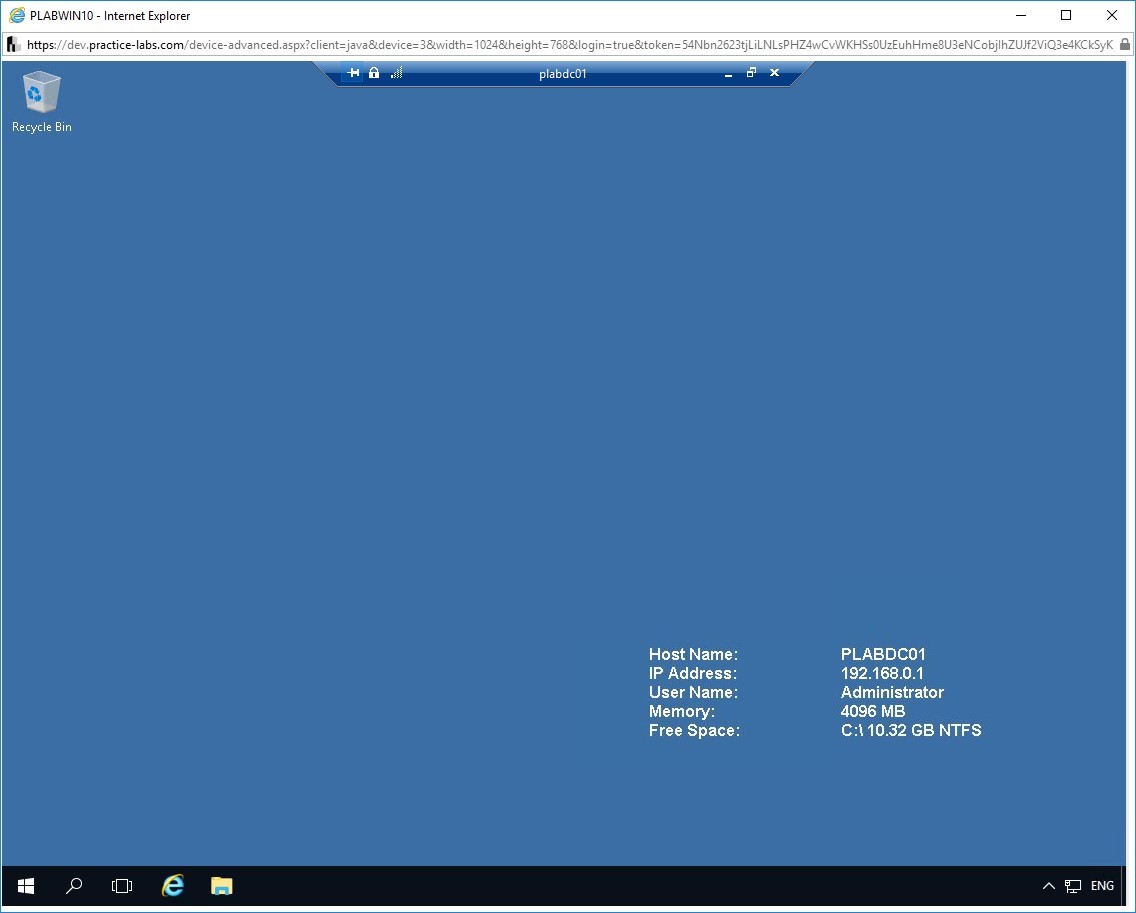 PLABWIN10 - Internet Explorer
https://dev.practice-labs.com/device-advanced.aspx?client=java&device=3&width=1024&height=768&login=true&token=54Nbn2623tjLiLNLsPHZ4wCvWKHSs0UzEuhHme8U3eNCobjlhZUJf2ViQ3e4KCkSyK
plabdc01
Recycle Bin
Host Name: PLABDC01
IP Address: 192.168.0.1
User Name: Administrator
Memory: 4096 MB
Free Space: C:\ 10.32 GB NTFS
ENG